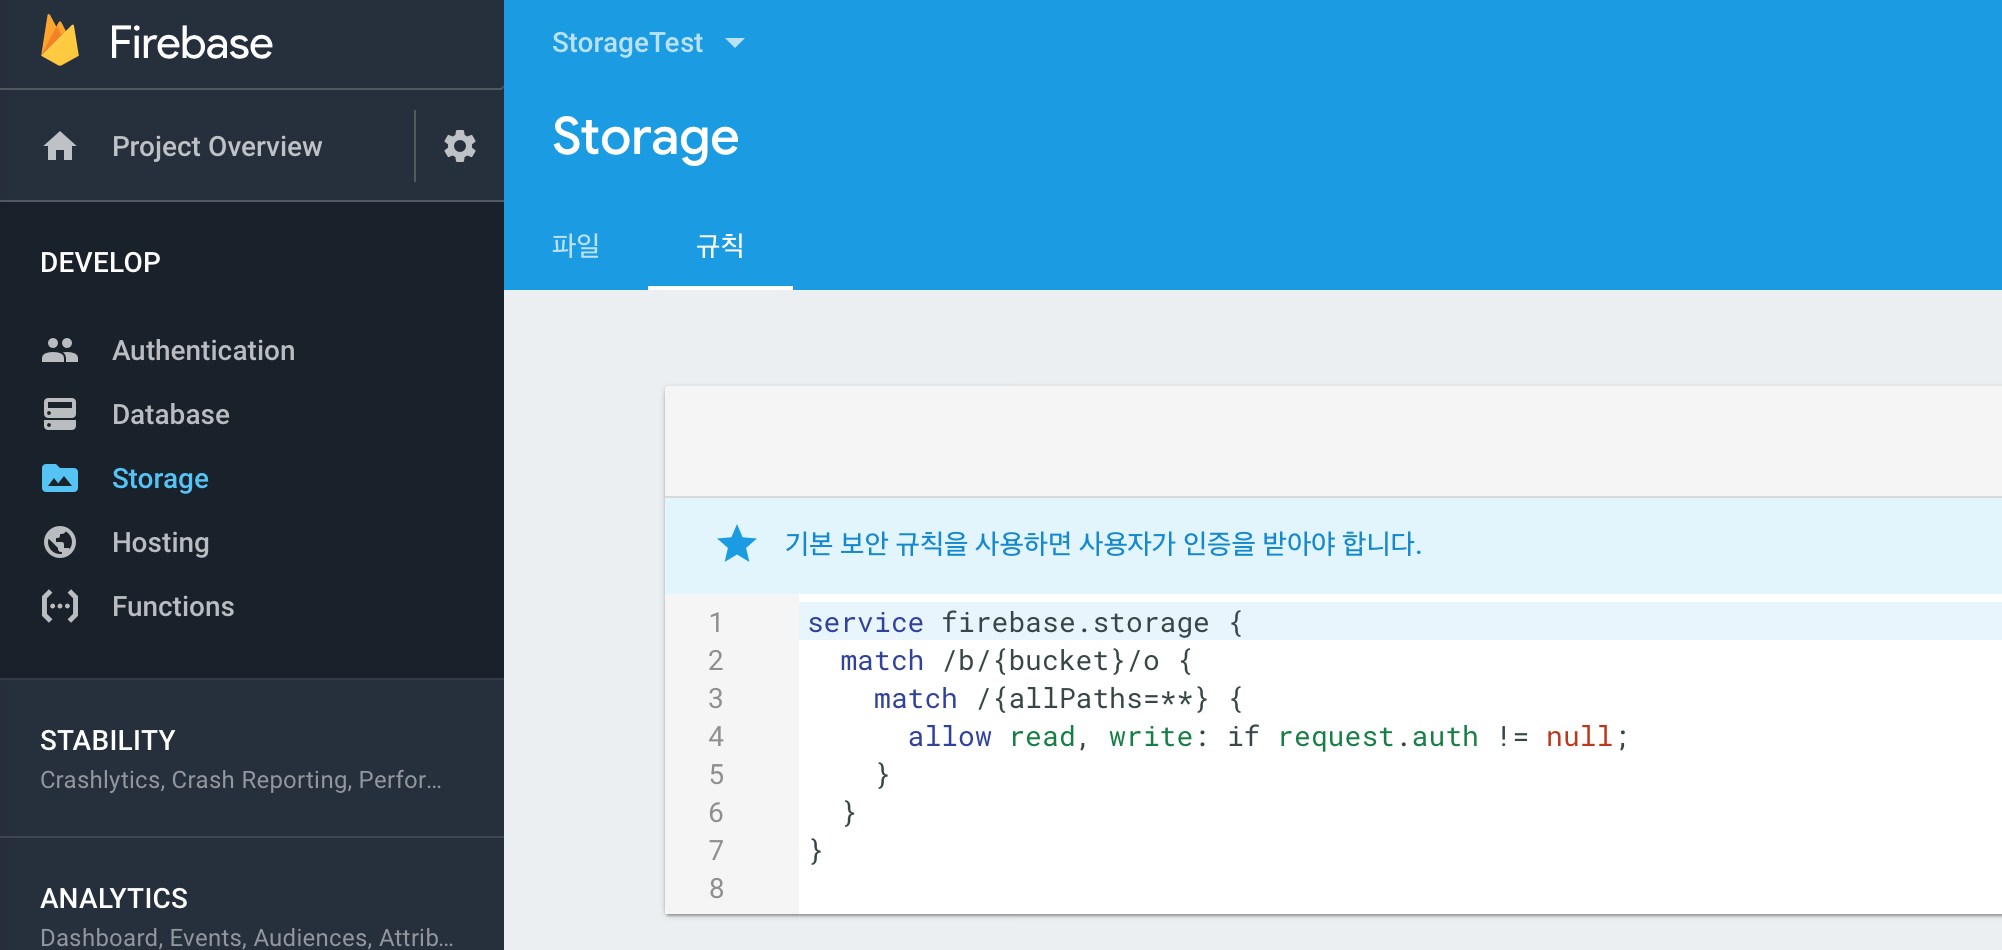 Firebase
Project Overview
DEVELOP
Authentication
Database
Storage
Hosting
Functions
STABILITY
Crashlytics, Crash Reporting, Perfor...
ANALYTICS
Dashboard, Events, Audiences, Attrib...
StorageTest
Storage
파일 규칙
기본 보안 규칙을 사용하면 사용자가 인증을 받아야 합니다.
1 service firebase.storage {
2   match /b/{bucket}/o {
3     match /{allPaths=**} {
4       allow read, write: if request.auth != null;
5     }
6   }
7 }
8